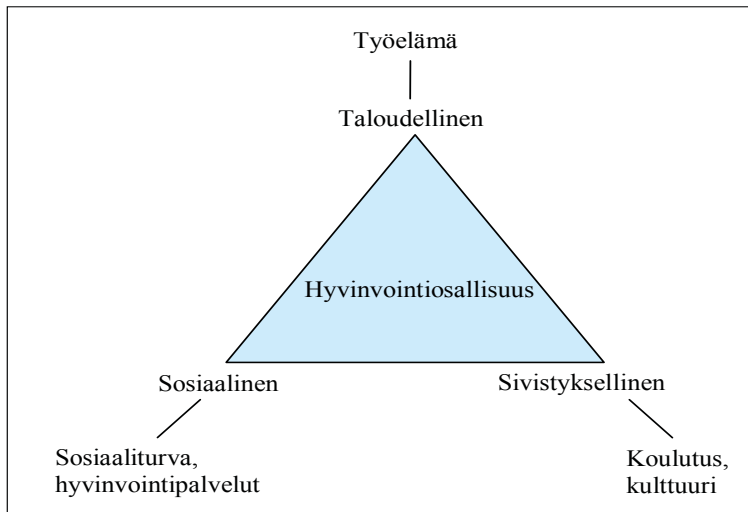 Työelämä
Taloudellinen
Hyvinvointiosallisuus
Sosiaalinen
Sivistyksellinen
Sosiaaliturva,
hyvinvointipalvelut
Koulutus,
kulttuuri